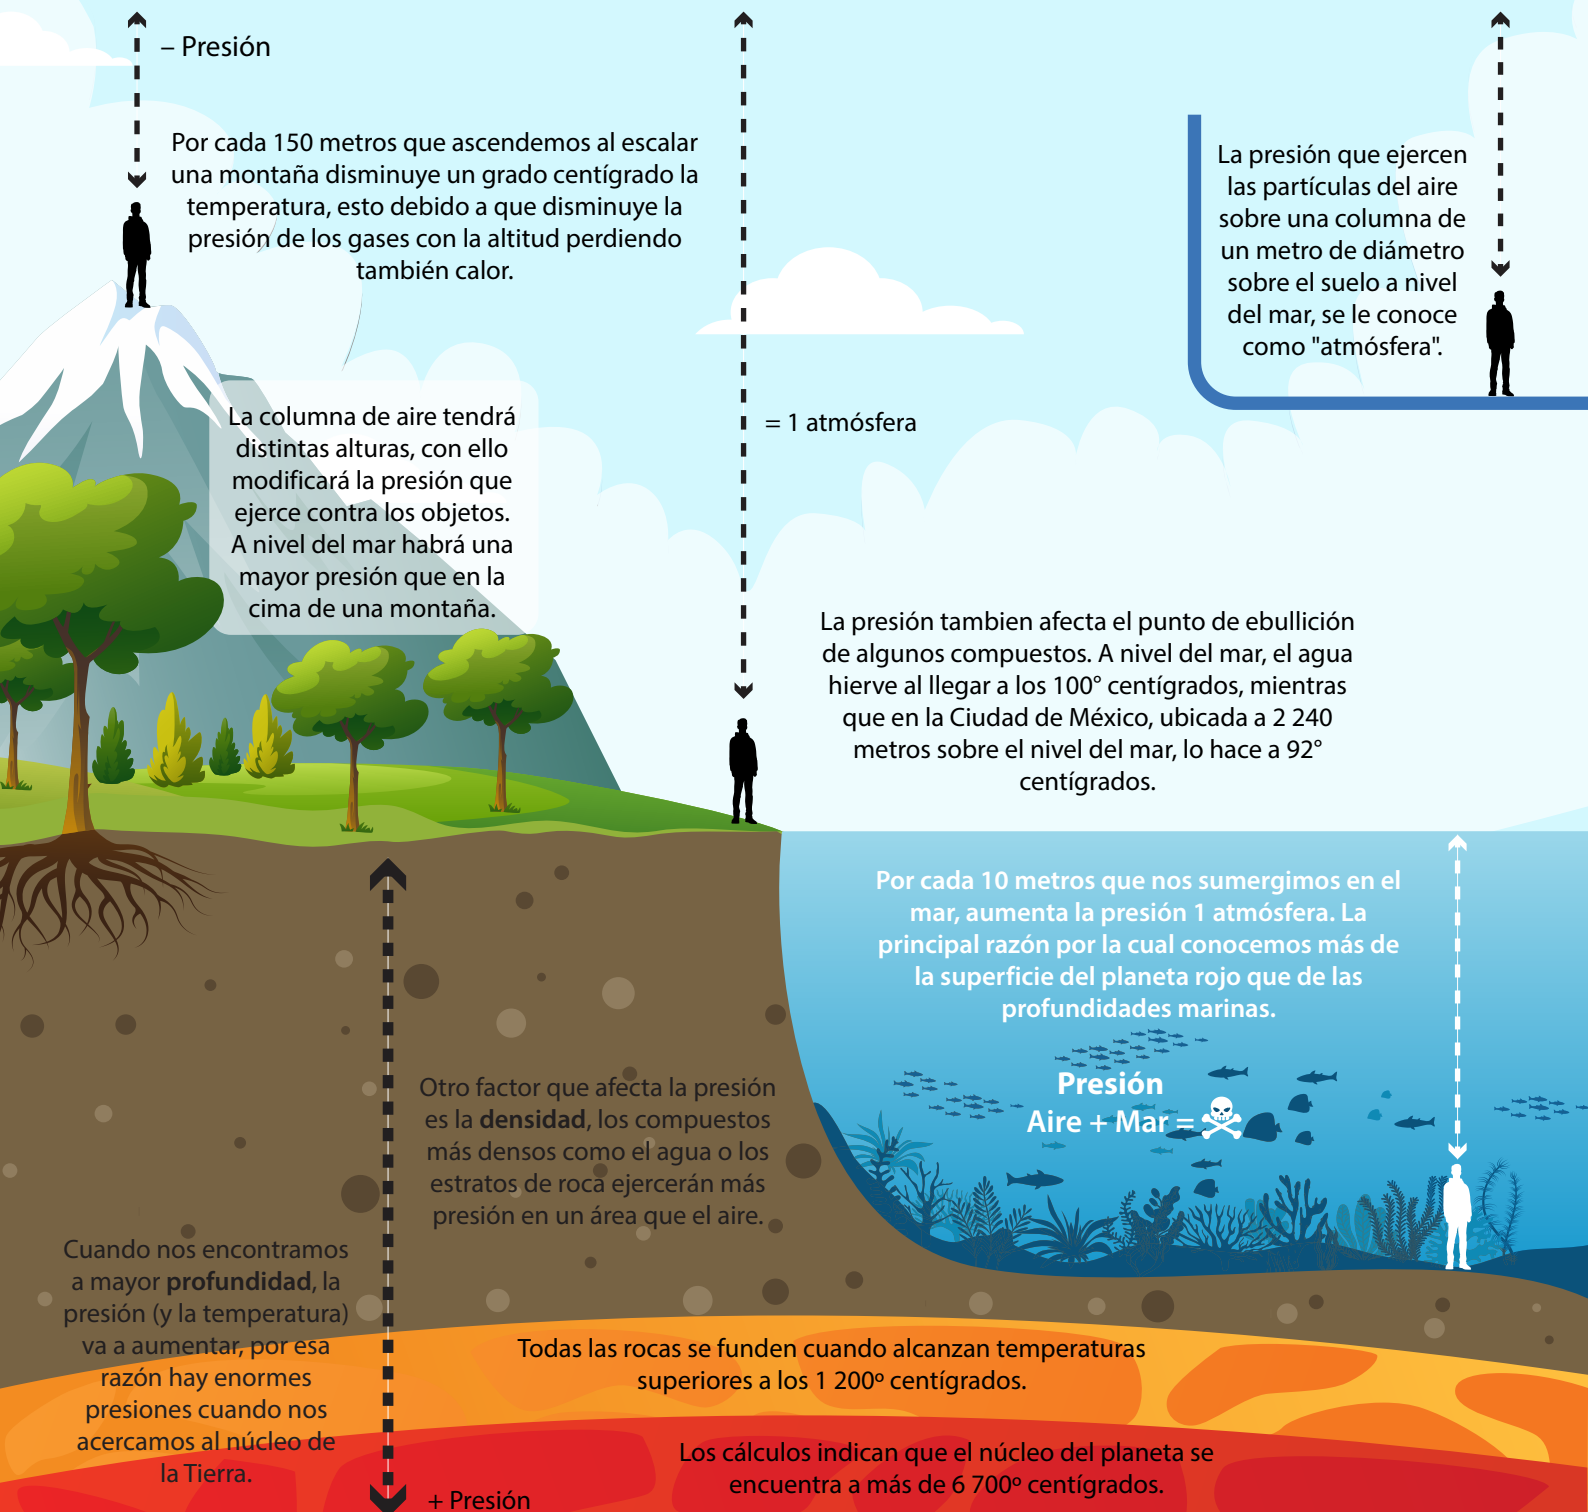 – Presión
Por cada 150 metros que ascendemos al escalar
una montaña disminuye un grado centígrado la
temperatura, esto debido a que disminuye la
presión de los gases con la altitud perdiendo
también calor.
La presión que ejercen
las partículas del aire
sobre una columna de
un metro de diámetro
sobre el suelo a nivel
del mar, se le conoce
como "atmósfera".
La columna de aire tendrá
distintas alturas, con ello
modificará la presión que
ejerce contra los objetos.
A nivel del mar habrá una
mayor presión que en la
cima de una montaña.
= 1 atmósfera
La presión tambien afecta el punto de ebullición
de algunos compuestos. A nivel del mar, el agua
hierve al llegar a los 100° centígrados, mientras
que en la Ciudad de México, ubicada a 2 240
metros sobre el nivel del mar, lo hace a 92°
centígrados.
Por cada 10 metros que nos sumergimos en el
mar, aumenta la presión 1 atmósfera. La
principal razón por la cual conocemos más de
la superficie del planeta rojo que de las
profundidades marinas.
Presión
Aire + Mar =
Otro factor que afecta la presión
es la densidad, los compuestos
más densos como el agua o los
estratos de roca ejercerán más
presión en un área que el aire.
Cuando nos encontramos
a mayor profundidad, la
presión (y la temperatura)
va a aumentar, por esa
razón hay enormes
presiones cuando nos
acercamos al núcleo de
la Tierra.
Todas las rocas se funden cuando alcanzan temperaturas
superiores a los 1 200º centígrados.
Los cálculos indican que el núcleo del planeta se
encuentra a más de 6 700º centígrados.
+ Presión